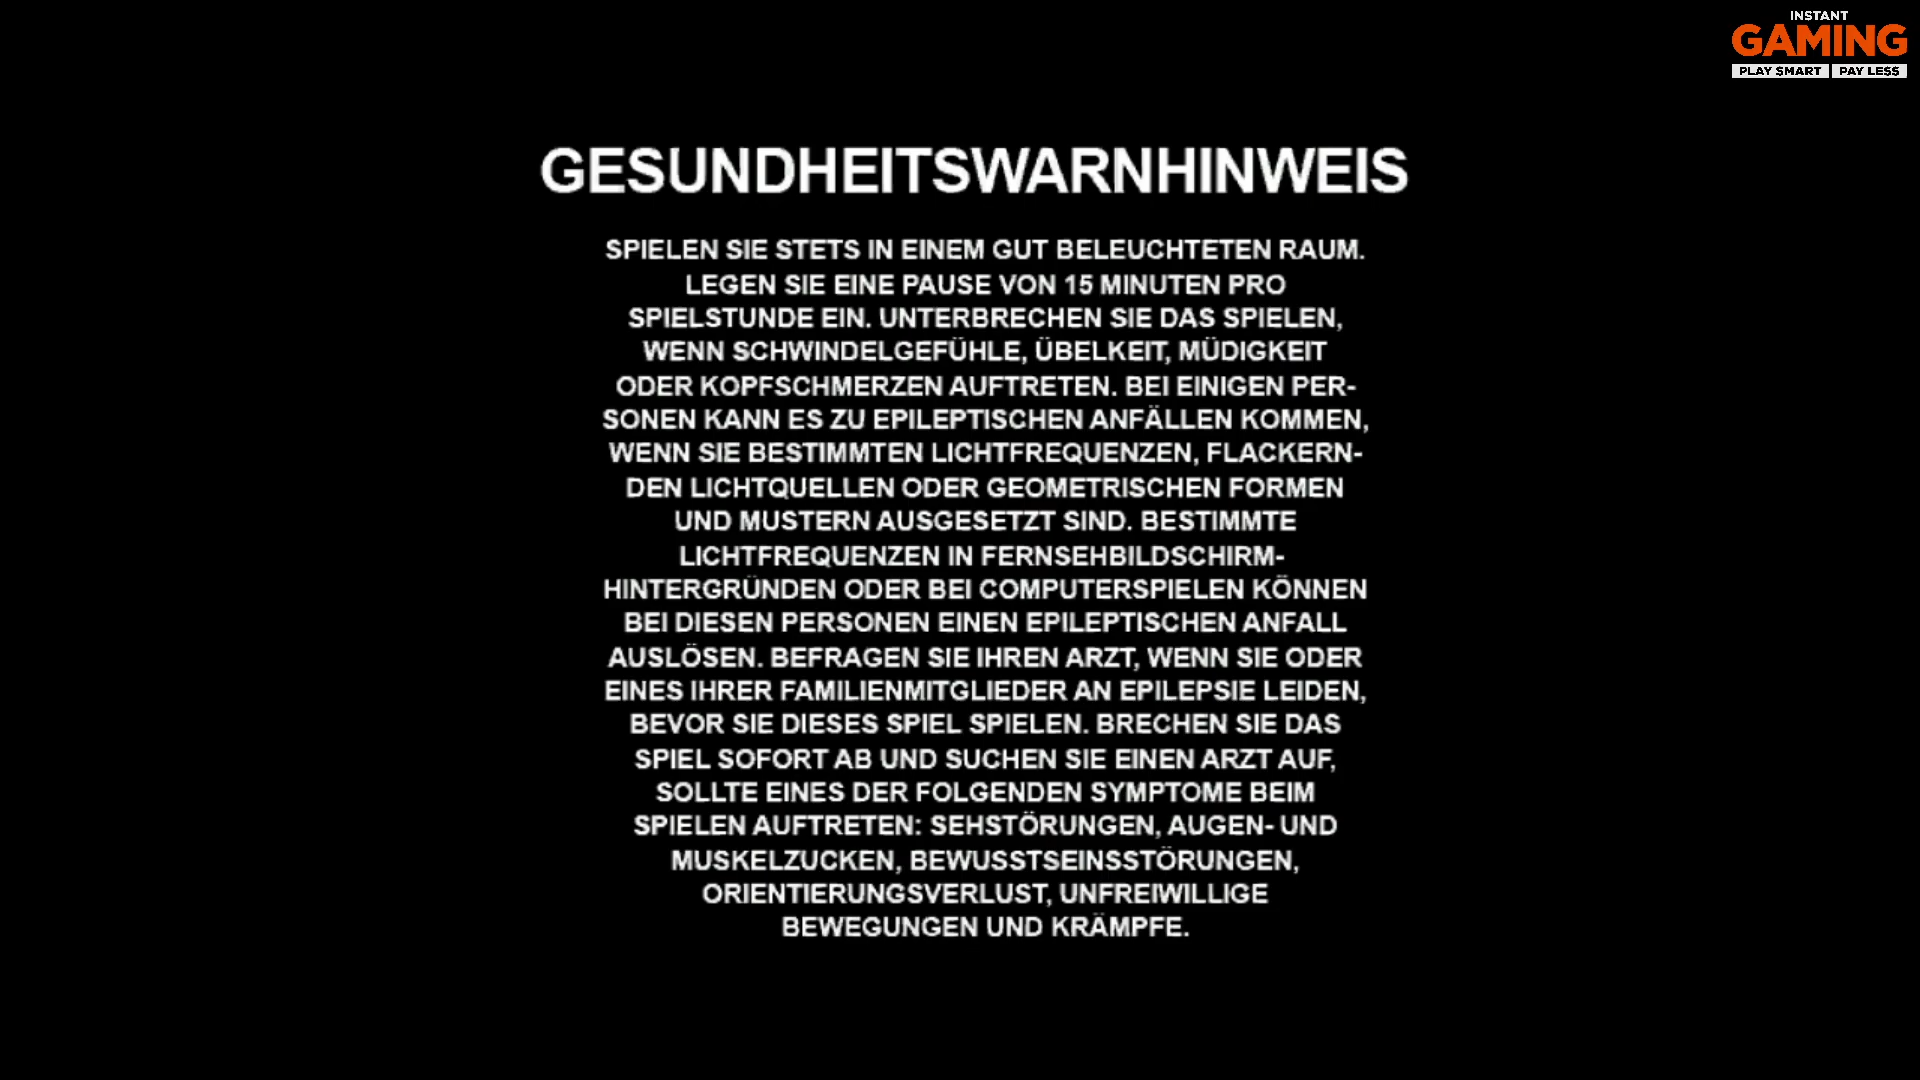 INSTANT
GAMING
PLAY SMART PAY LESS
GESUNDHEITSWARNHINWEIS
SPIELEN SIE STETS IN EINEM GUT BELEUCHTETEN RAUM.
LEGEN SIE EINE PAUSE VON 15 MINUTEN PRO
SPIELSTUNDE EIN. UNTERBRECHEN SIE DAS SPIELEN,
WENN SCHWINDELGEFÜHLE, ÜBELKEIT, MÜDIGKEIT
ODER KOPFSCHMERZEN AUFTRETEN. BEI EINIGEN PER-
SONEN KANN ES ZU EPILEPTISCHEN ANFÄLLEN KOMMEN,
WENN SIE BESTIMMTEN LICHTFREQUENZEN, FLACKERN-
DEN LICHTQUELLEN ODER GEOMETRISCHEN FORMEN
UND MUSTERN AUSGESETZT SIND. BESTIMMTE
LICHTFREQUENZEN IN FERNSEHBILDSCHIRM-
HINTERGRÜNDEN ODER BEI COMPUTERSPIELEN KÖNNEN
BEI DIESEN PERSONEN EINEN EPILEPTISCHEN ANFALL
AUSLÖSEN. BEFRAGEN SIE IHREN ARZT, WENN SIE ODER
EINES IHRER FAMILIENMITGLIEDER AN EPILEPSIE LEIDEN,
BEVOR SIE DIESES SPIEL SPIELEN. BRECHEN SIE DAS
SPIEL SOFORT AB UND SUCHEN SIE EINEN ARZT AUF,
SOLLTE EINES DER FOLGENDEN SYMPTOME BEIM
SPIELEN AUFTRETEN: SEHSTÖRUNGEN, AUGEN- UND
MUSKELZUCKEN, BEWUSSTSEINSSTÖRUNGEN,
ORIENTIERUNGSVERLUST, UNFREIWILLIGE
BEWEGUNGEN UND KRÄMPFE.